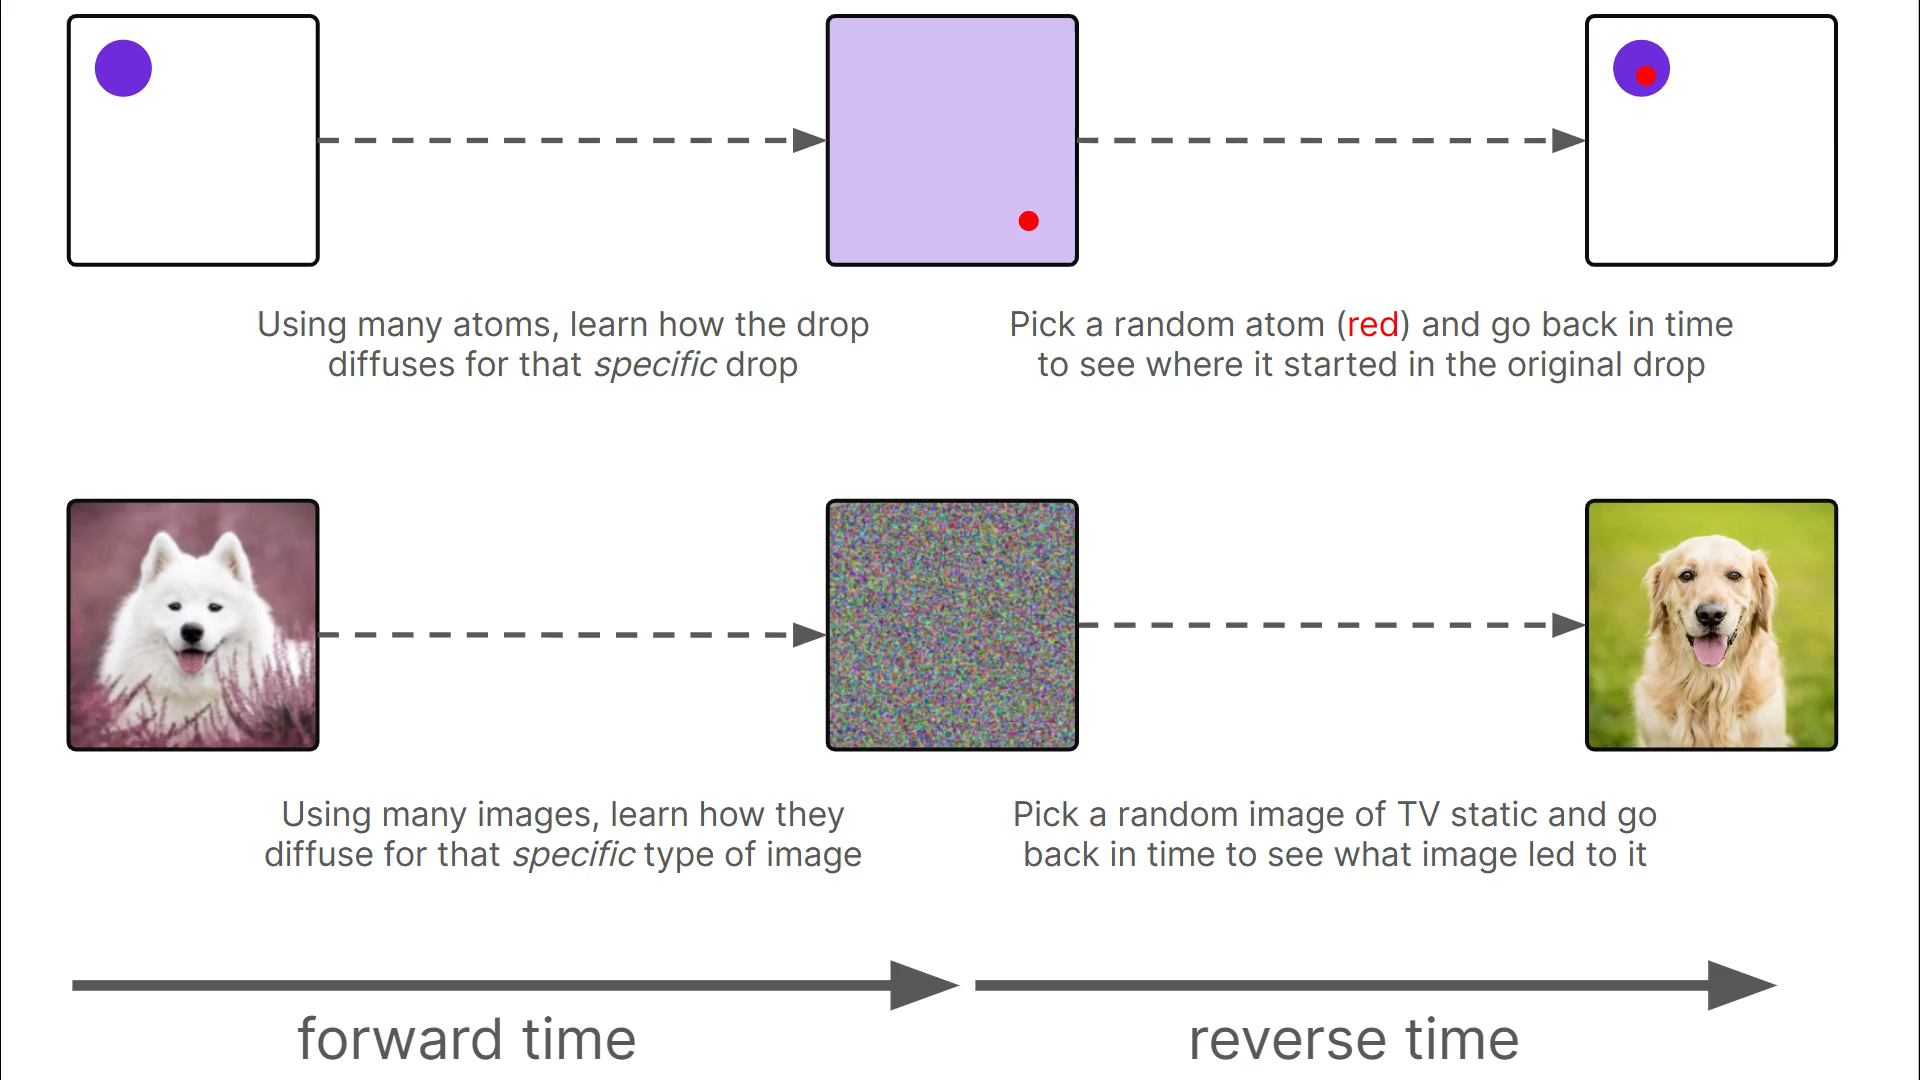 Using many atoms, learn how the drop
diffuses for that specific drop
Pick a random atom (red) and go back in time
to see where it started in the original drop
Using many images, learn how they
diffuse for that specific type of image
Pick a random image of TV static and go
back in time to see what image led to it
forward time
reverse time